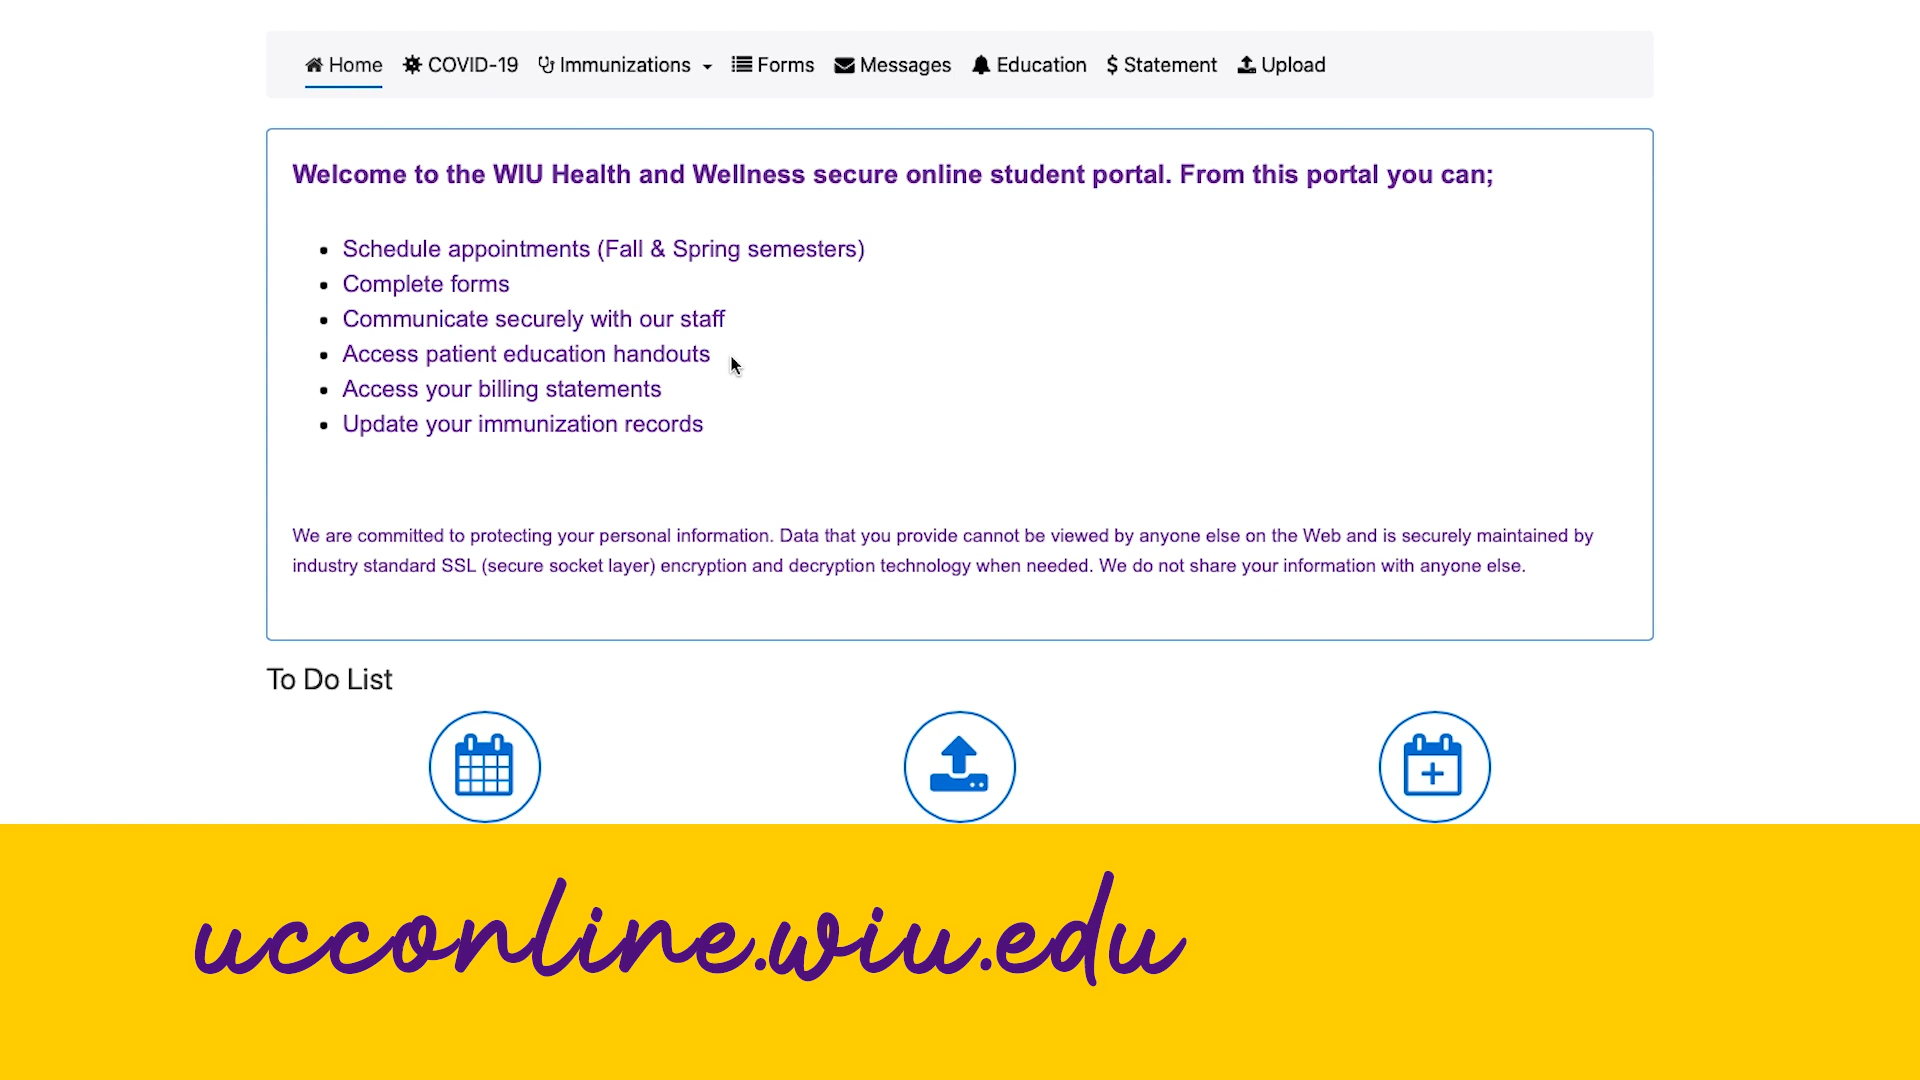 Home COVID-19 Immunizations Forms Messages Education $ Statement Upload
Welcome to the WIU Health and Wellness secure online student portal. From this portal you can;
Schedule appointments (Fall & Spring semesters)
Complete forms
Communicate securely with our staff
Access patient education handouts
Access your billing statements
Update your immunization records
We are committed to protecting your personal information. Data that you provide cannot be viewed by anyone else on the Web and is securely maintained by
industry standard SSL (secure socket layer) encryption and decryption technology when needed. We do not share your information with anyone else.
To Do List
ucconline.wiu.edu